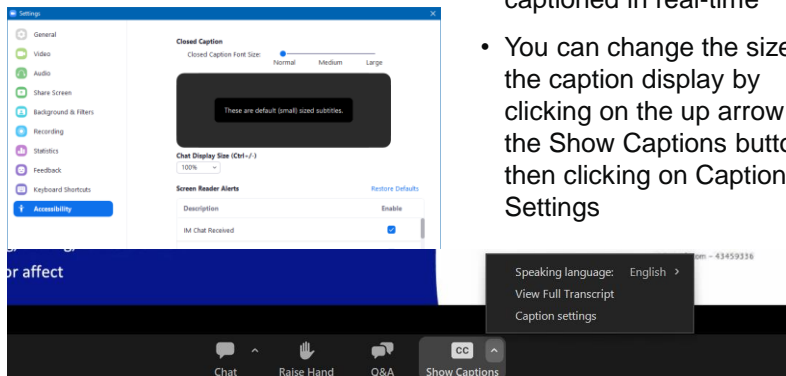 Settings
General
Video
Audio
Share Screen
Background & Filters
Recording
Statistics
Feedback
Keyboard Shortcuts
Accessibility
Closed Caption
Closed Caption Font Size:
Normal Medium Large
These are default (small) sized subtitles.
Chat Display Size (Ctrl+/-)
100%
Screen Reader Alerts Restore Defaults
Description Enable
IM Chat Received
captioned in real-time
• You can change the size
the caption display by
clicking on the up arrow
the Show Captions butto
then clicking on Caption
Settings
or affect
om - 43459336
Speaking language: English >
View Full Transcript
Caption settings
CC
Chat Raise Hand Q&A Show Captions